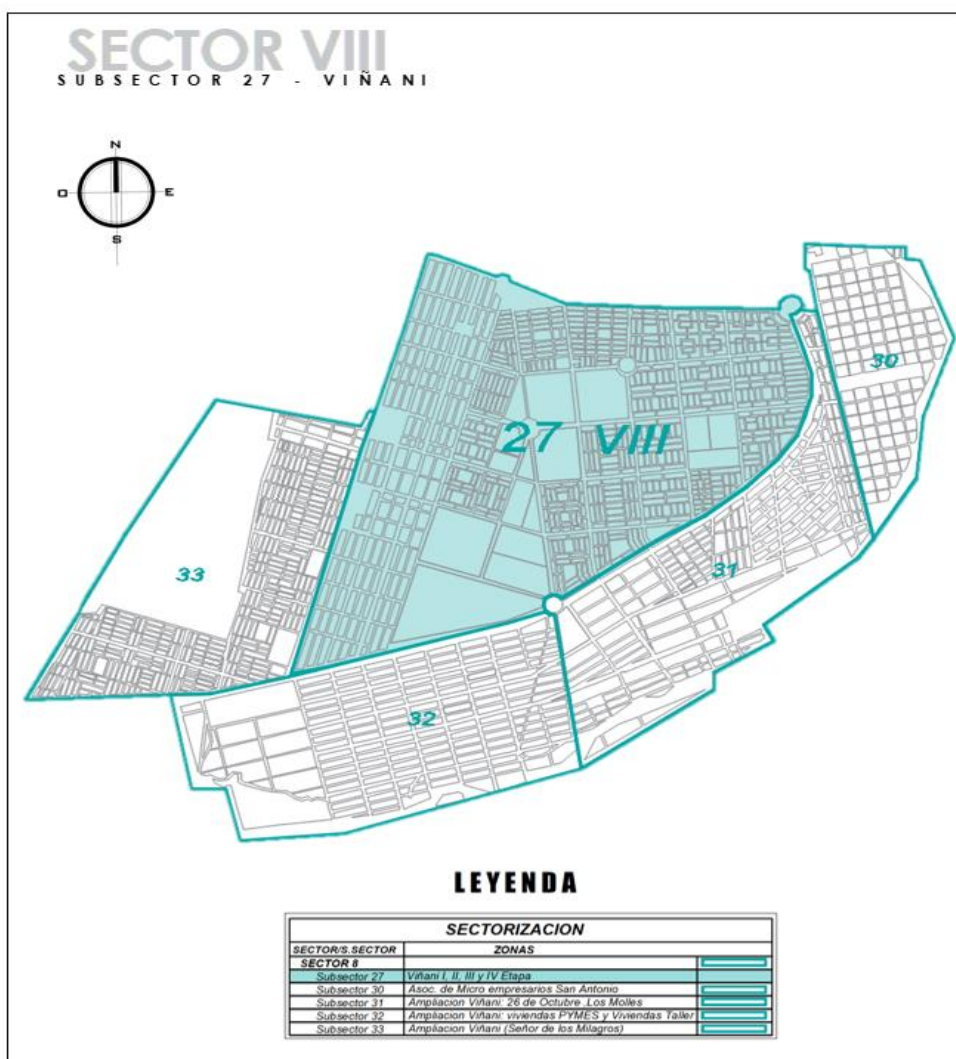 SECTOR VIII
SUBSECTOR 27 - VIÑANI
N
O E
S
30
27 VIII
33
31
32
LEYENDA
SECTORIZACION
SECTOR/S.SECTOR ZONAS
SECTOR 8
Subsector 27 Viñani I, II, III y IV Etapa
Subsector 30 Asoc. de Micro empresarios San Antonio
Subsector 31 Ampliacion Viñani: 26 de Octubre ,Los Molles
Subsector 32 Ampliacion Viñani: viviendas PYMES y Viviendas Taller
Subsector 33 Ampliacion Viñani (Señor de los Milagros)